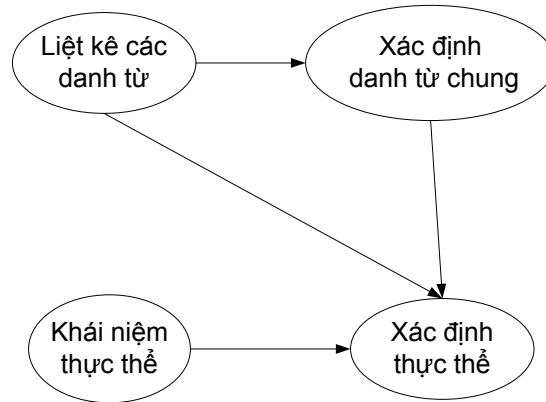 Liệt kê các
danh từ
Xác định
danh từ chung
Khái niệm
thực thể
Xác định
thực thể